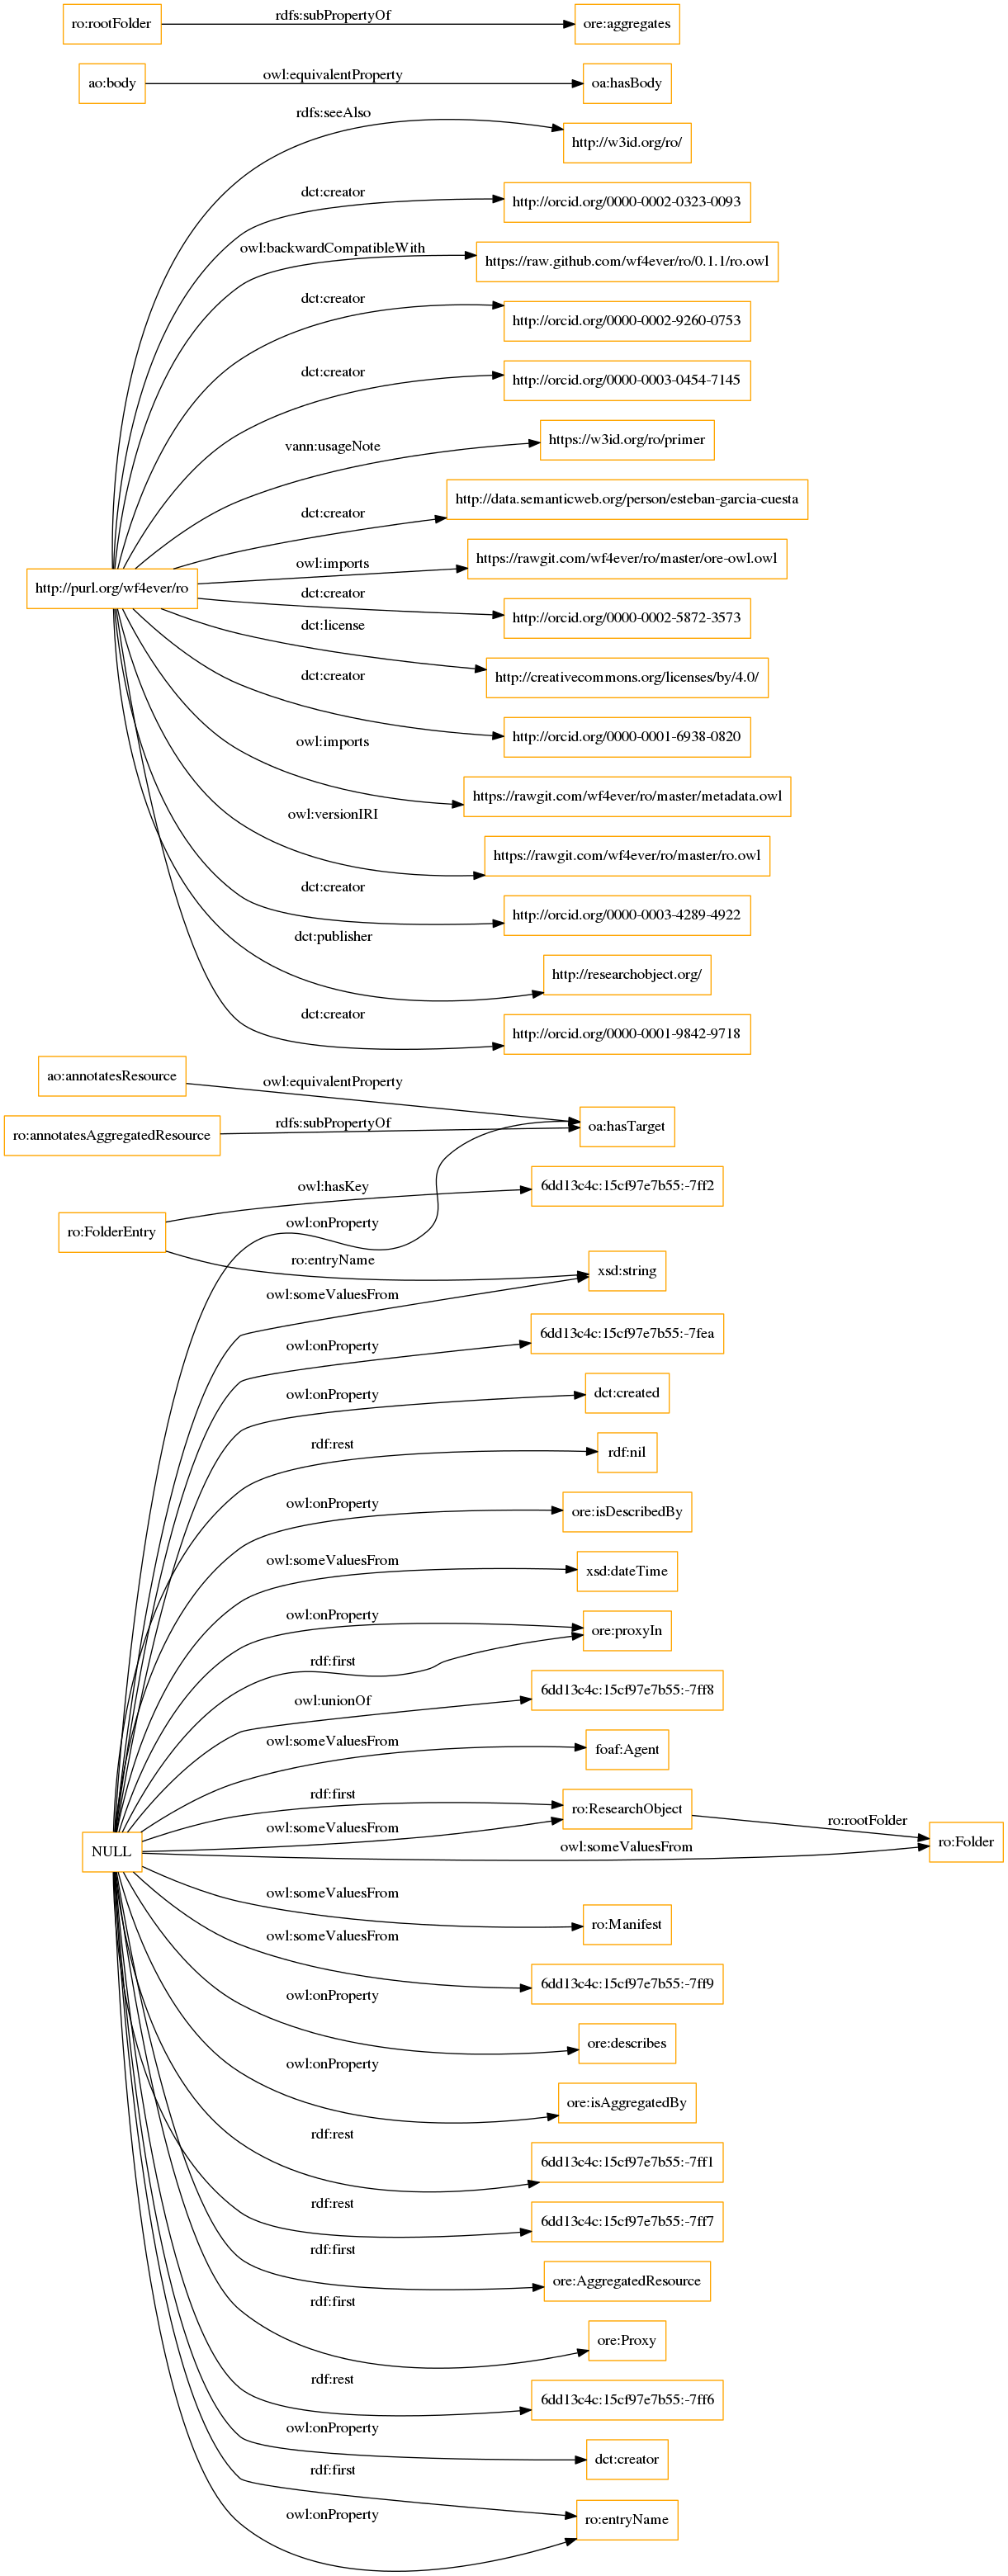 ro:rootFolder
rdfs:subPropertyOf
ore:aggregates
ao:body
owl:equivalentProperty
oa:hasBody
rdfs:seeAlso
http://w3id.org/ro/
dct:creator
http://orcid.org/0000-0002-0323-0093
owl:backwardCompatibleWith
https://raw.github.com/wf4ever/ro/0.1.1/ro.owl
dct:creator
http://orcid.org/0000-0002-9260-0753
dct:creator
http://orcid.org/0000-0003-0454-7145
vann:usageNote
https://w3id.org/ro/primer
dct:creator
http://data.semanticweb.org/person/esteban-garcia-cuesta
owl:imports
https://rawgit.com/wf4ever/ro/master/ore-owl.owl
http://purl.org/wf4ever/ro
dct:creator
http://orcid.org/0000-0002-5872-3573
dct:license
http://creativecommons.org/licenses/by/4.0/
dct:creator
http://orcid.org/0000-0001-6938-0820
owl:imports
https://rawgit.com/wf4ever/ro/master/metadata.owl
owl:versionIRI
https://rawgit.com/wf4ever/ro/master/ro.owl
dct:creator
http://orcid.org/0000-0003-4289-4922
dct:publisher
http://researchobject.org/
dct:creator
http://orcid.org/0000-0001-9842-9718
ao:annotatesResource
owl:equivalentProperty
ro:annotatesAggregatedResource
rdfs:subPropertyOf
oa:hasTarget
owl:hasKey
6dd13c4c:15cf97e7b55:-7ff2
ro:FolderEntry
owl:onProperty
ro:entryName
xsd:string
owl:someValuesFrom
owl:onProperty
6dd13c4c:15cf97e7b55:-7fea
owl:onProperty
dct:created
rdf:rest
rdf:nil
owl:onProperty
ore:isDescribedBy
owl:someValuesFrom
xsd:dateTime
owl:onProperty
ore:proxyIn
rdf:first
owl:unionOf
6dd13c4c:15cf97e7b55:-7ff8
owl:someValuesFrom
foaf:Agent
rdf:first
ro:ResearchObject
ro:rootFolder
owl:someValuesFrom
ro:Folder
owl:someValuesFrom
NULL
owl:someValuesFrom
ro:Manifest
owl:someValuesFrom
6dd13c4c:15cf97e7b55:-7ff9
owl:onProperty
ore:describes
owl:onProperty
ore:isAggregatedBy
rdf:rest
6dd13c4c:15cf97e7b55:-7ff1
rdf:rest
6dd13c4c:15cf97e7b55:-7ff7
rdf:first
ore:AggregatedResource
rdf:first
ore:Proxy
rdf:rest
6dd13c4c:15cf97e7b55:-7ff6
owl:onProperty
dct:creator
rdf:first
owl:onProperty
ro:entryName